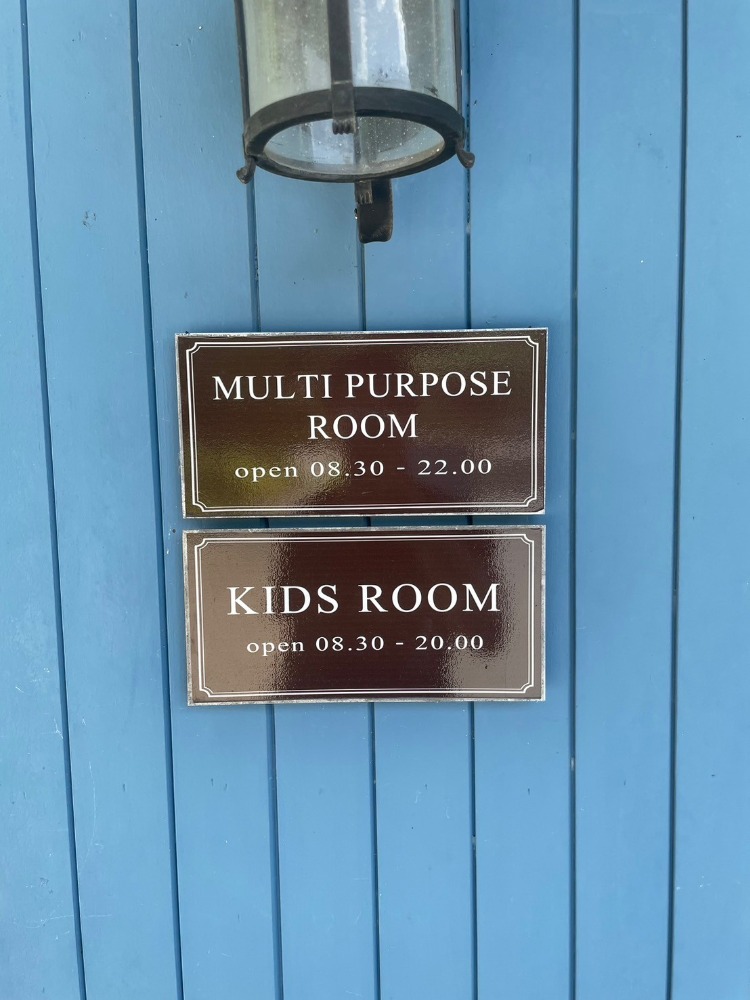 MULTI PURPOSE
ROOM
open 08.30 - 22.00
KIDS ROOM
open 08.30 - 20.00